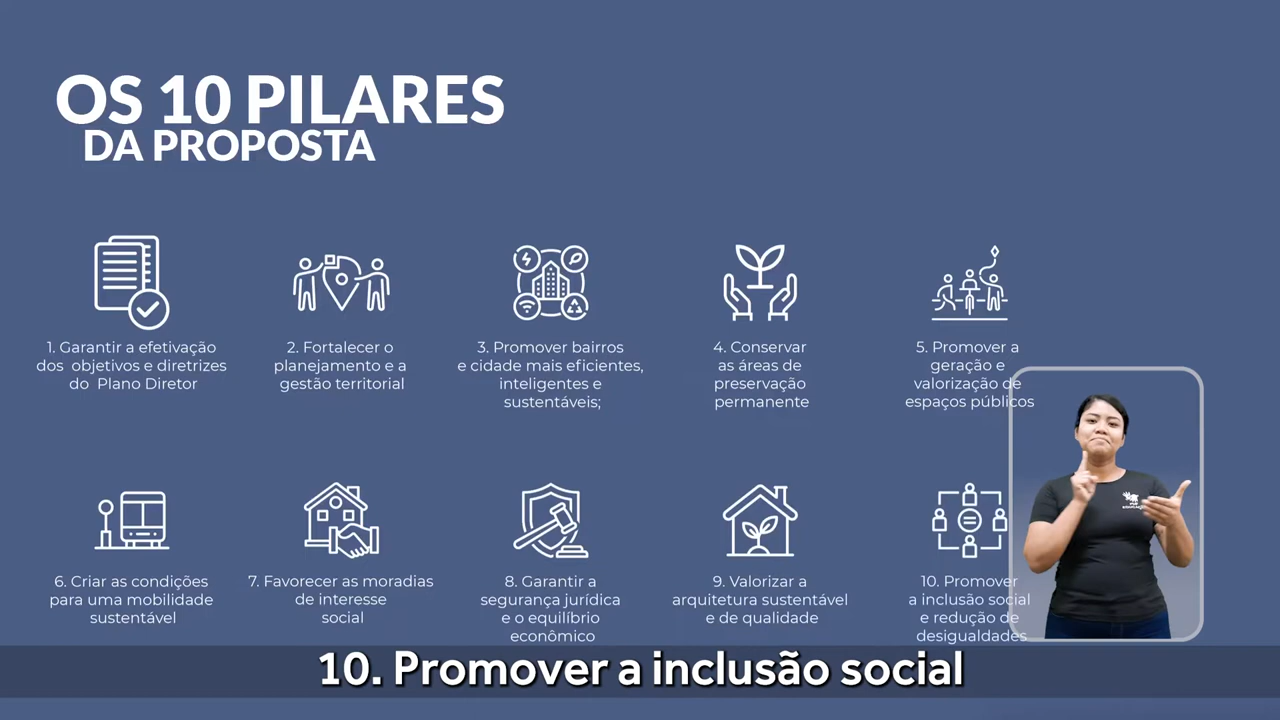 OS 10 PILARES
DA PROPOSTA
1. Garantir a efetivação
dos objetivos e diretrizes
do Plano Diretor
2. Fortalecer o
planejamento e a
gestão territorial
3. Promover bairros
e cidade mais eficientes,
inteligentes e
sustentáveis;
4. Conservar
as áreas de
preservação
permanente
5. Promover a
geração e
valorização de
espaços públicos
6. Criar as condições
para uma mobilidade
sustentável
7. Favorecer as moradias
de interesse
social
8. Garantir a
segurança jurídica
e o equilíbrio
econômico
9. Valorizar a
arquitetura sustentável
e de qualidade
10. Promover
a inclusão social
e redução de
desigualdades
10. Promover a inclusão social